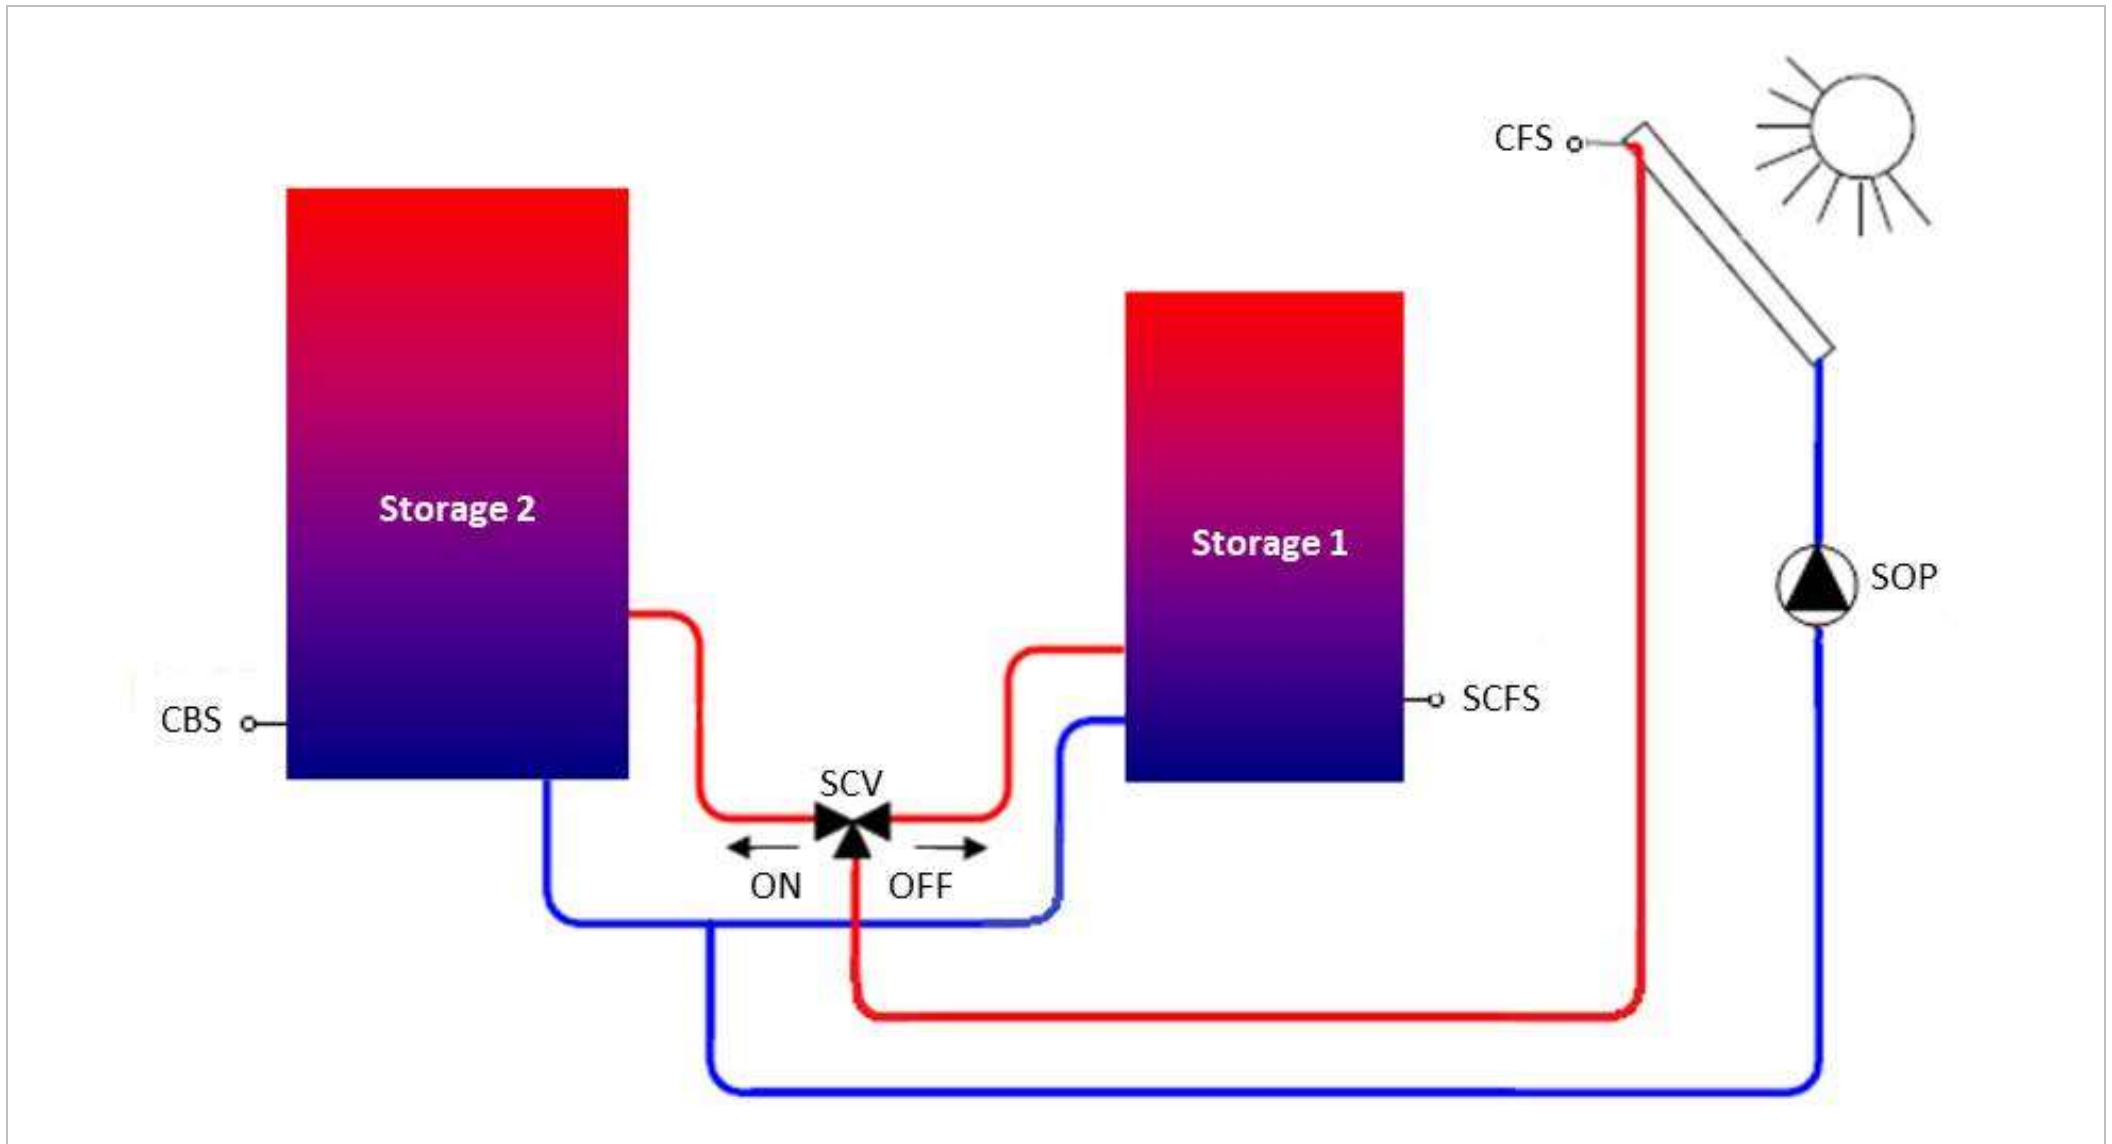 CFS
Storage 2
Storage 1
SOP
CBS
SCFS
SCV
ON
OFF